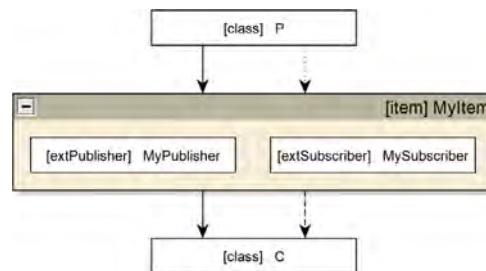 [class] P
[item] MyItem
[extPublisher] MyPublisher
[extSubscriber] MySubscriber
[class] C